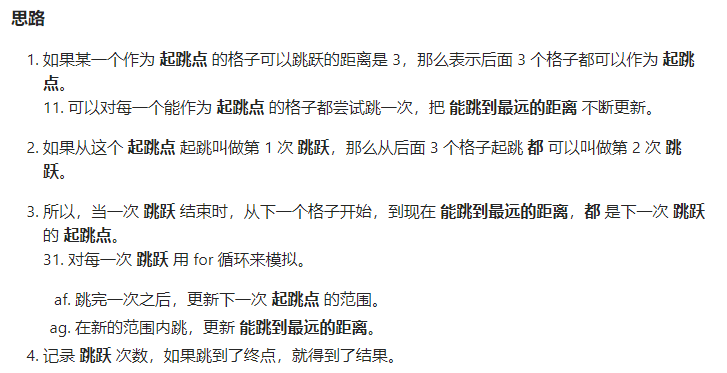 思路
1. 如果某一个作为 起跳点 的格子可以跳跃的距离是 3，那么表示后面 3 个格子都可以作为 起跳
点。
11. 可以对每一个能作为 起跳点 的格子都尝试跳一次，把 能跳到最远的距离 不断更新。
2. 如果从这个 起跳点 起跳叫做第 1 次 跳跃，那么从后面 3 个格子起跳 都 可以叫做第 2 次 跳
跃。
3. 所以，当一次 跳跃 结束时，从下一个格子开始，到现在 能跳到最远的距离，都 是下一次 跳跃
的 起跳点。
31. 对每一次 跳跃 用 for 循环来模拟。
af. 跳完一次之后，更新下一次 起跳点 的范围。
ag. 在新的范围内跳，更新 能跳到最远的距离。
4. 记录 跳跃 次数，如果跳到了终点，就得到了结果。